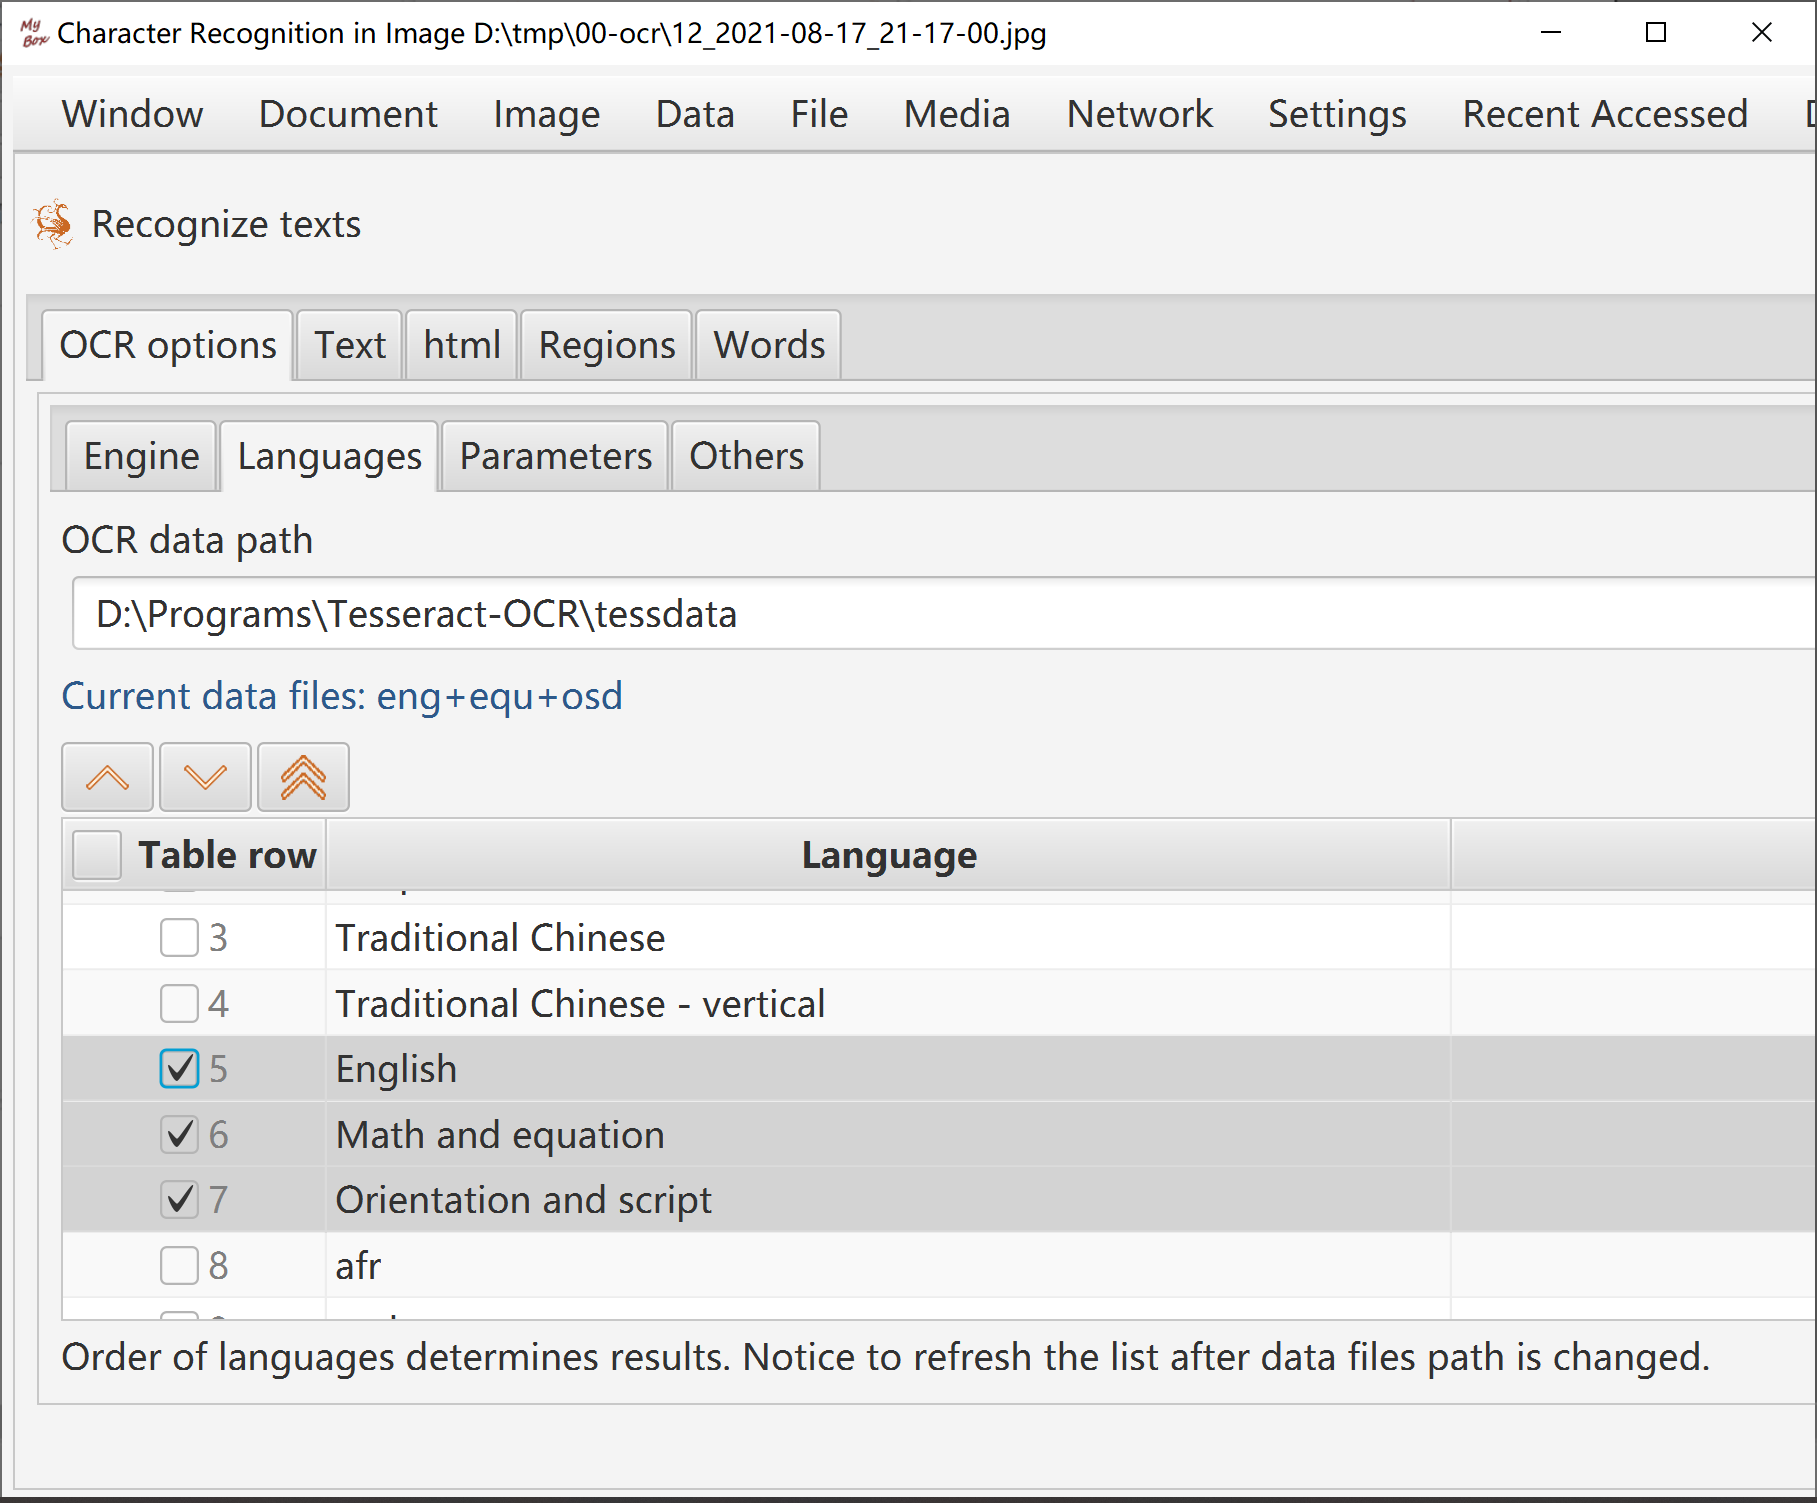 My Box Character Recognition in Image D:\tmp\00-ocr\12_2021-08-17_21-17-00.jpg
Window Document Image Data File Media Network Settings Recent Accessed
Recognize texts
OCR options Text html Regions Words
Engine Languages Parameters Others
OCR data path
D:\Programs\Tesseract-OCR\tessdata
Current data files: eng+equ+osd
Table row Language
3 Traditional Chinese
4 Traditional Chinese - vertical
5 English
6 Math and equation
7 Orientation and script
8 afr
Order of languages determines results. Notice to refresh the list after data files path is changed.